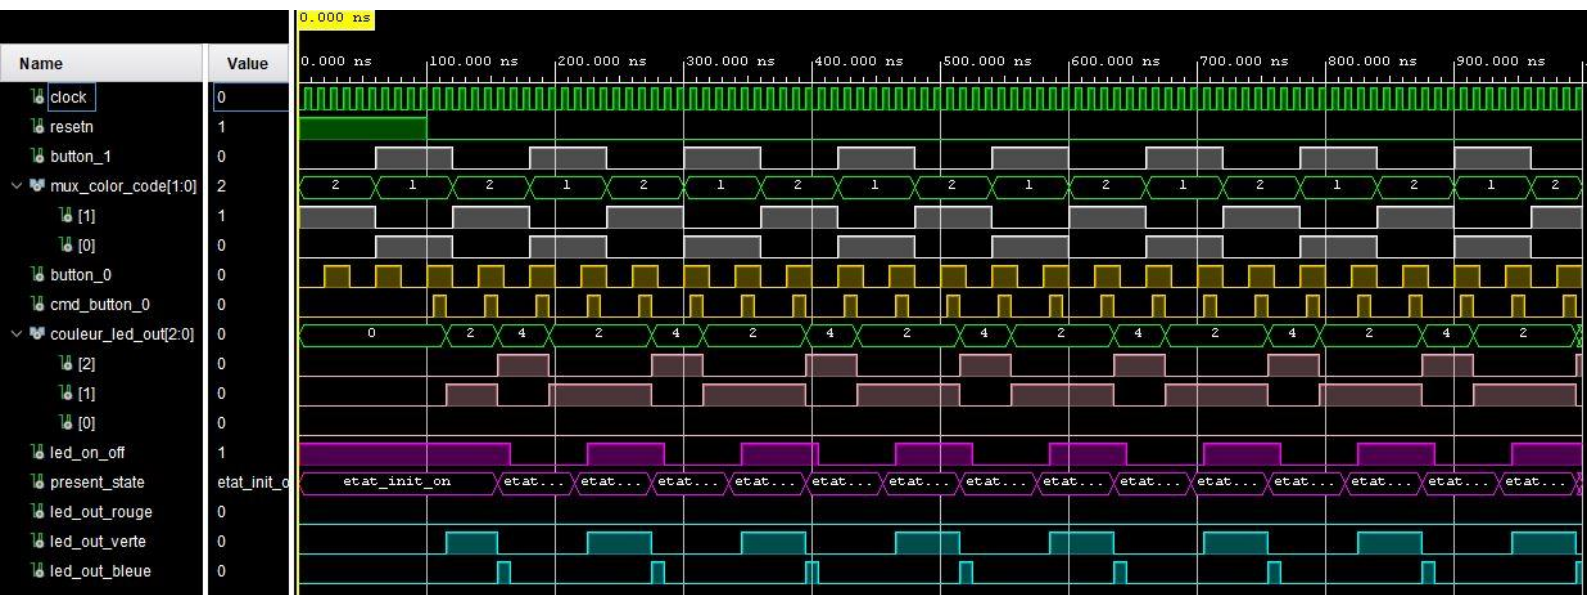 0.000 ns
Name Value 0.000 ns 100.000 ns 200.000 ns 300.000 ns 400.000 ns 500.000 ns 600.000 ns 700.000 ns 800.000 ns 900.000 ns
clock 0
resetn 1
button_1 0
mux_color_code[1:0] 2 2 1 2 1 2 1 2 1 2 1 2 1 2 1 2 1 2
[1] 1
[0] 0
button_0 0
cmd_button_0 0
couleur_led_out[2:0] 0 0 2 4 2 4 2 4 2 4 2 4 2 4 2 4 2
[2] 0
[1] 0
[0] 0
led_on_off 1
present_state etat_init_o etat_init_on etat... etat... etat... etat... etat... etat... etat... etat... etat... etat... etat... etat... etat... etat...
led_out_rouge 0
led_out_verte 0
led_out_bleue 0